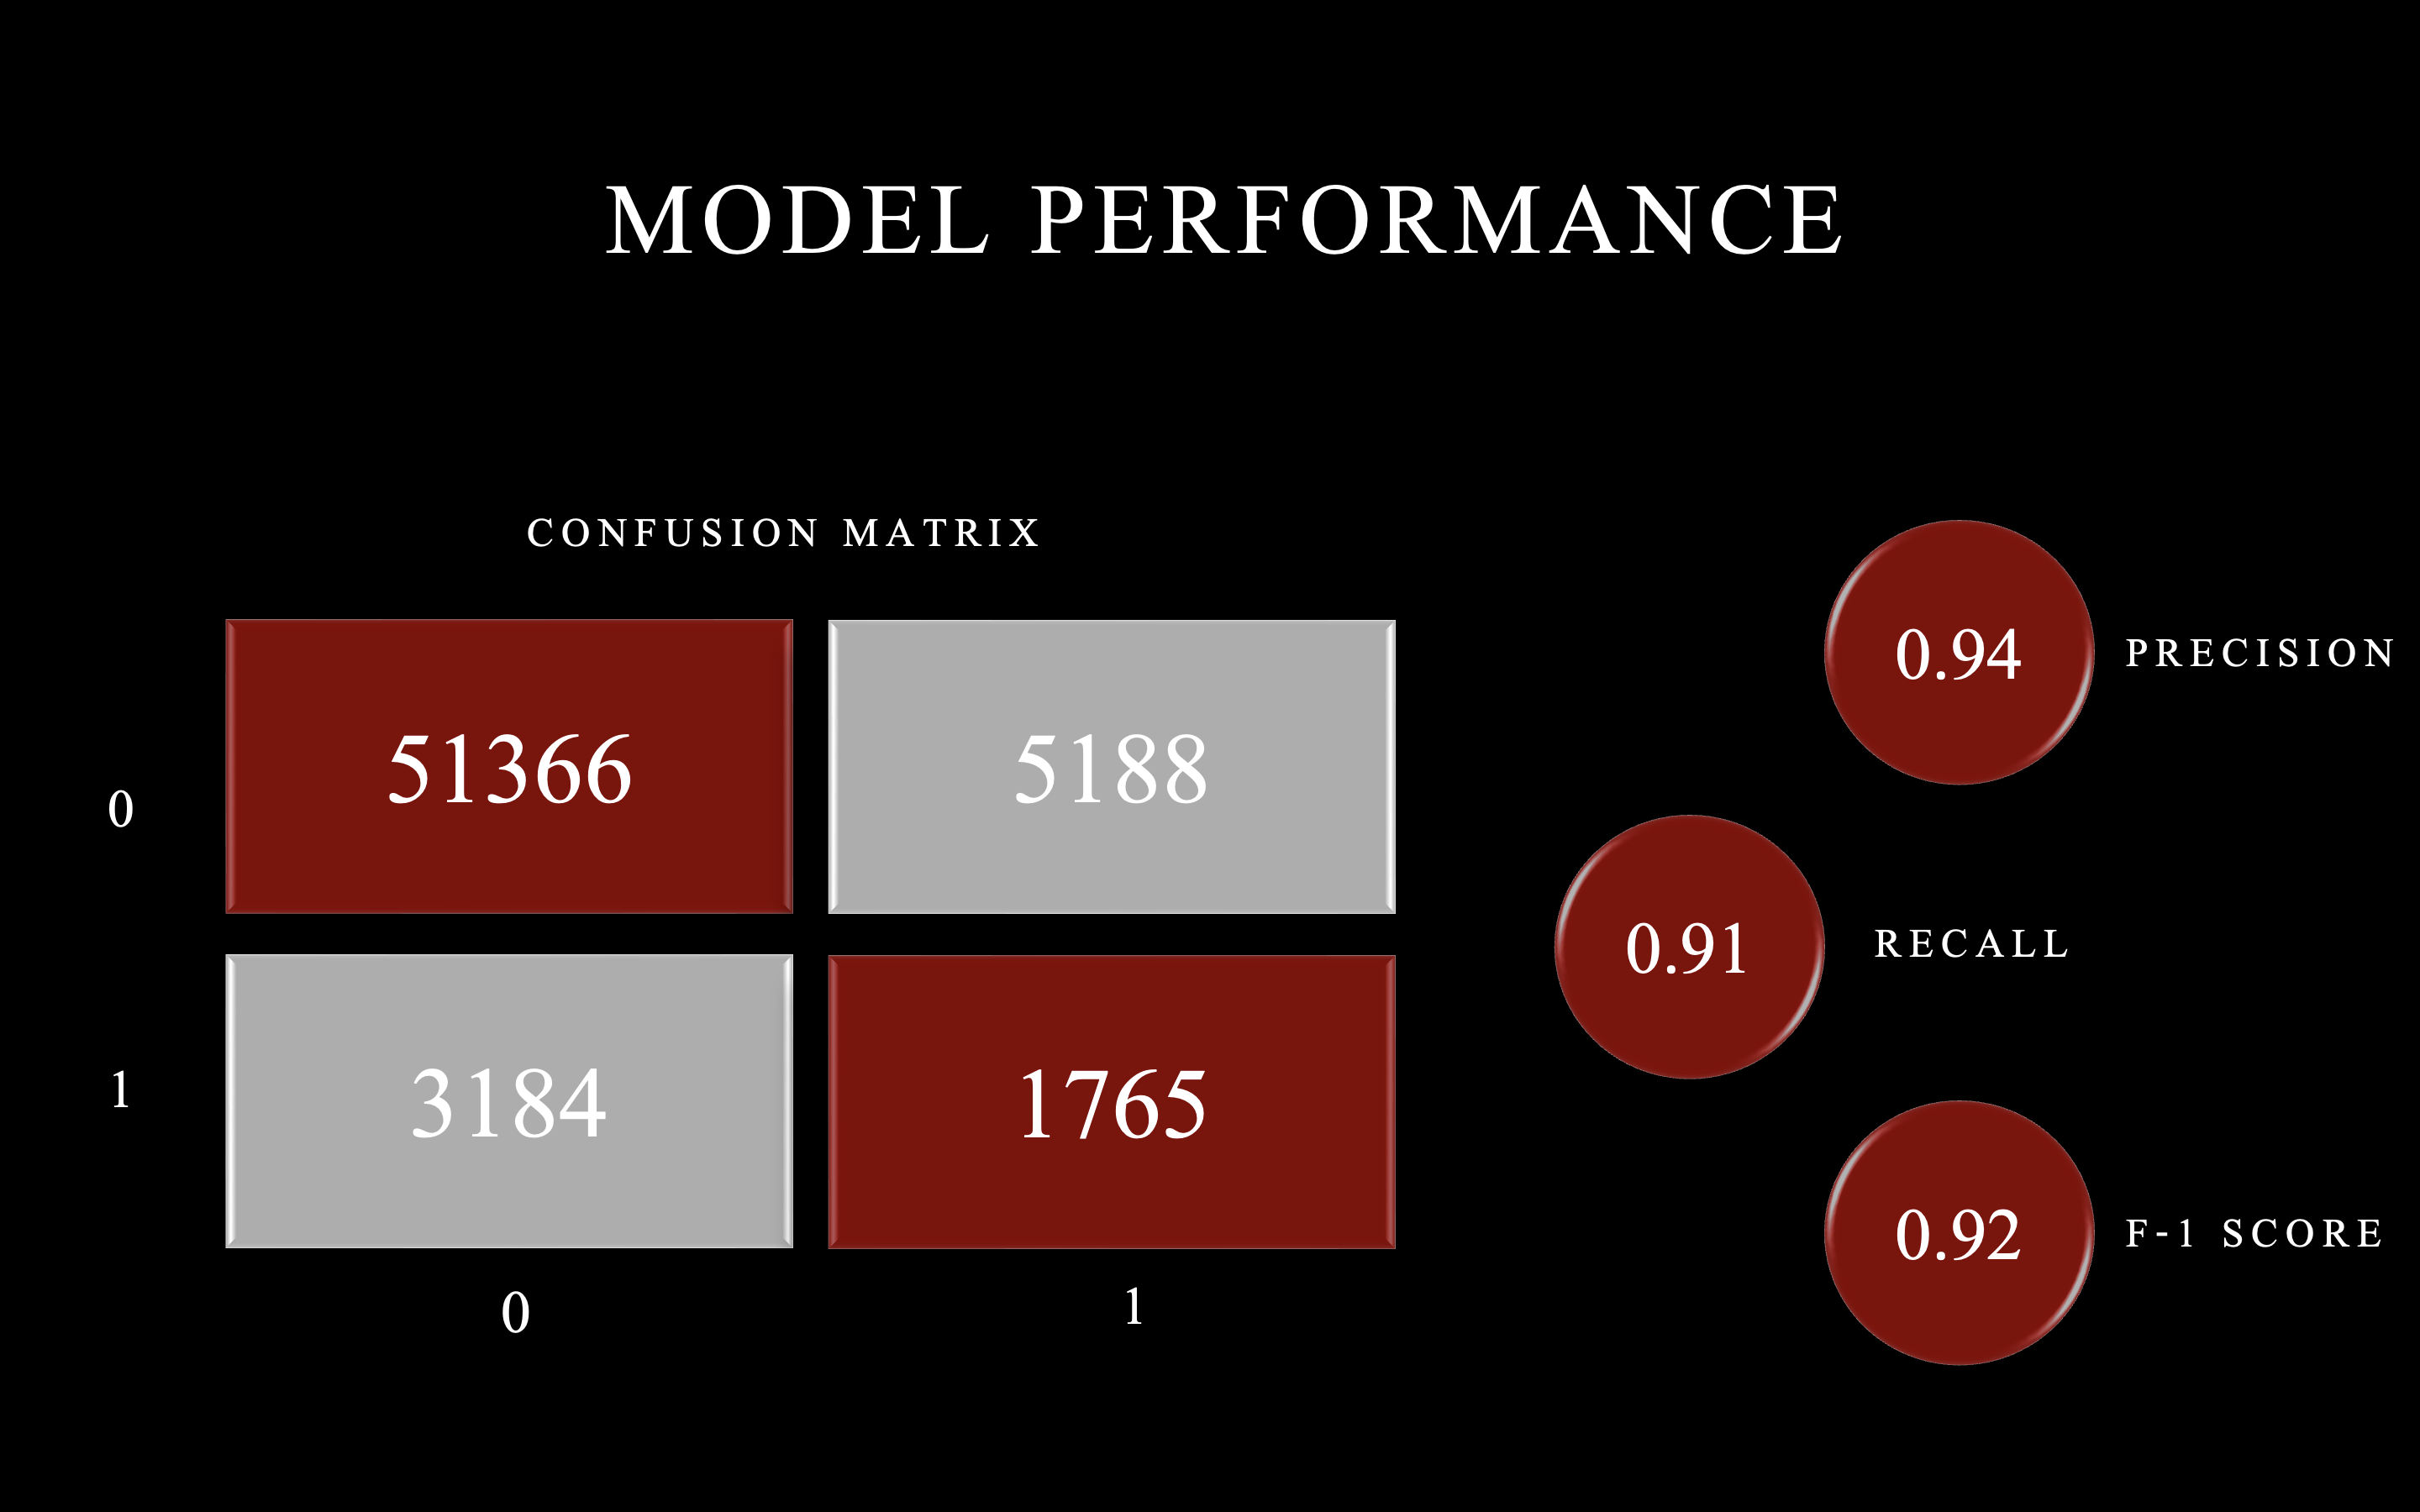 MODEL PERFORMANCE
CONFUSION MATRIX
0
51366
5188
1
3184
1765
0
1
0.94
PRECISION
0.91
RECALL
0.92
F-1 SCORE